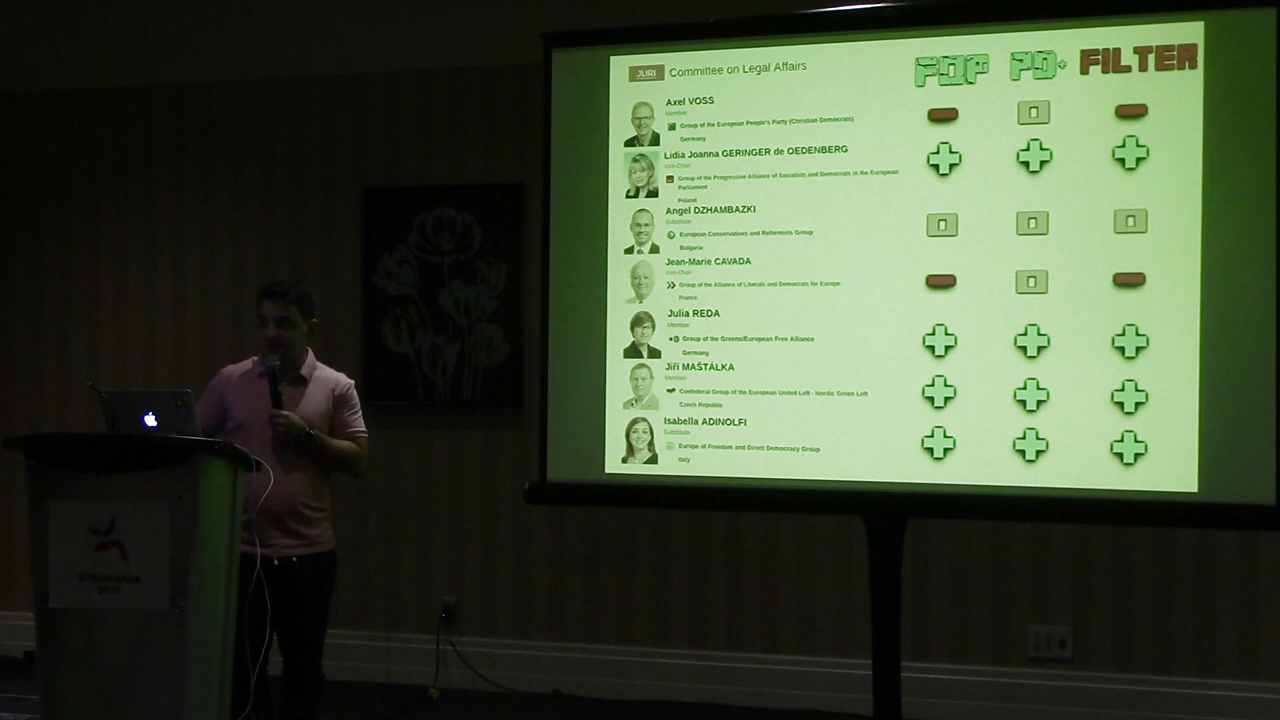 JURI Committee on Legal Affairs FOP PD+ FILTER
Axel VOSS
Member
Group of the European People's Party (Christian Democrats)
Germany
Lidia Joanna GERINGER de OEDENBERG
Vice-Chair
Group of the Progressive Alliance of Socialists and Democrats in the European
Parliament
Poland
Angel DZHAMBAZKI
Substitute
European Conservatives and Reformists Group
Bulgaria
Jean-Marie CAVADA
Vice-Chair
Group of the Alliance of Liberals and Democrats for Europe
France
Julia REDA
Member
Group of the Greens/European Free Alliance
Germany
Jiří MAŠTÁLKA
Member
Confederal Group of the European United Left - Nordic Green Left
Czech Republic
Isabella ADINOLFI
Substitute
Europe of Freedom and Direct Democracy Group
Italy
WIKIMANIA
2017